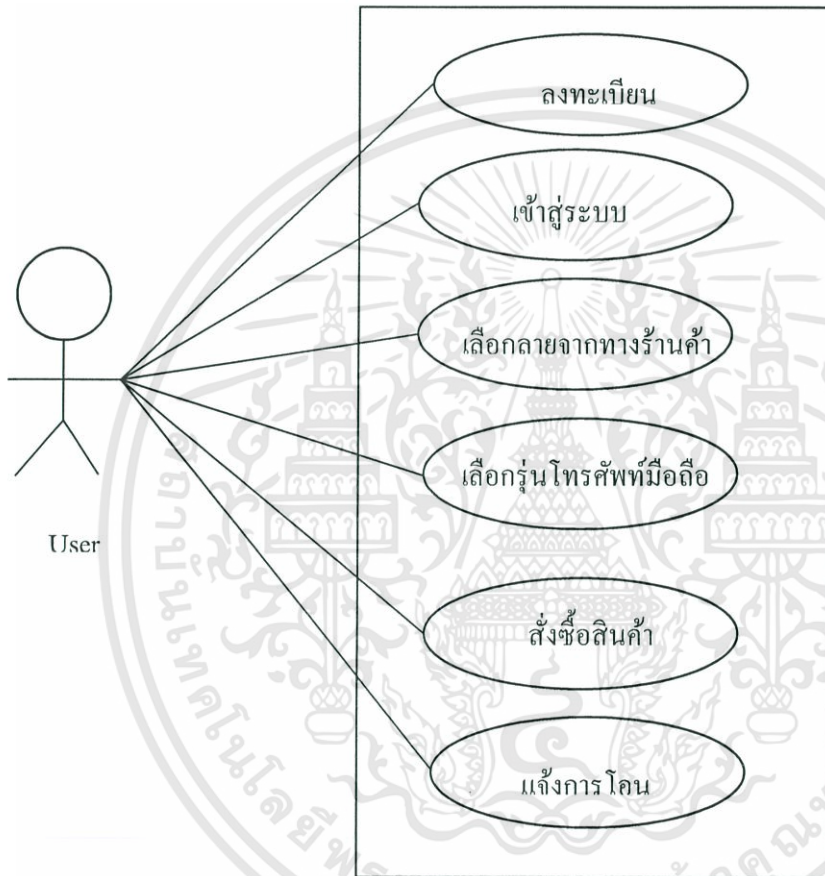 ลงทะเบียน
เข้าสู่ระบบ
เลือกลายจากทางร้านค้า
เลือกรุ่นโทรศัพท์มือถือ
สั่งซื้อสินค้า
แจ้งการโอน
User